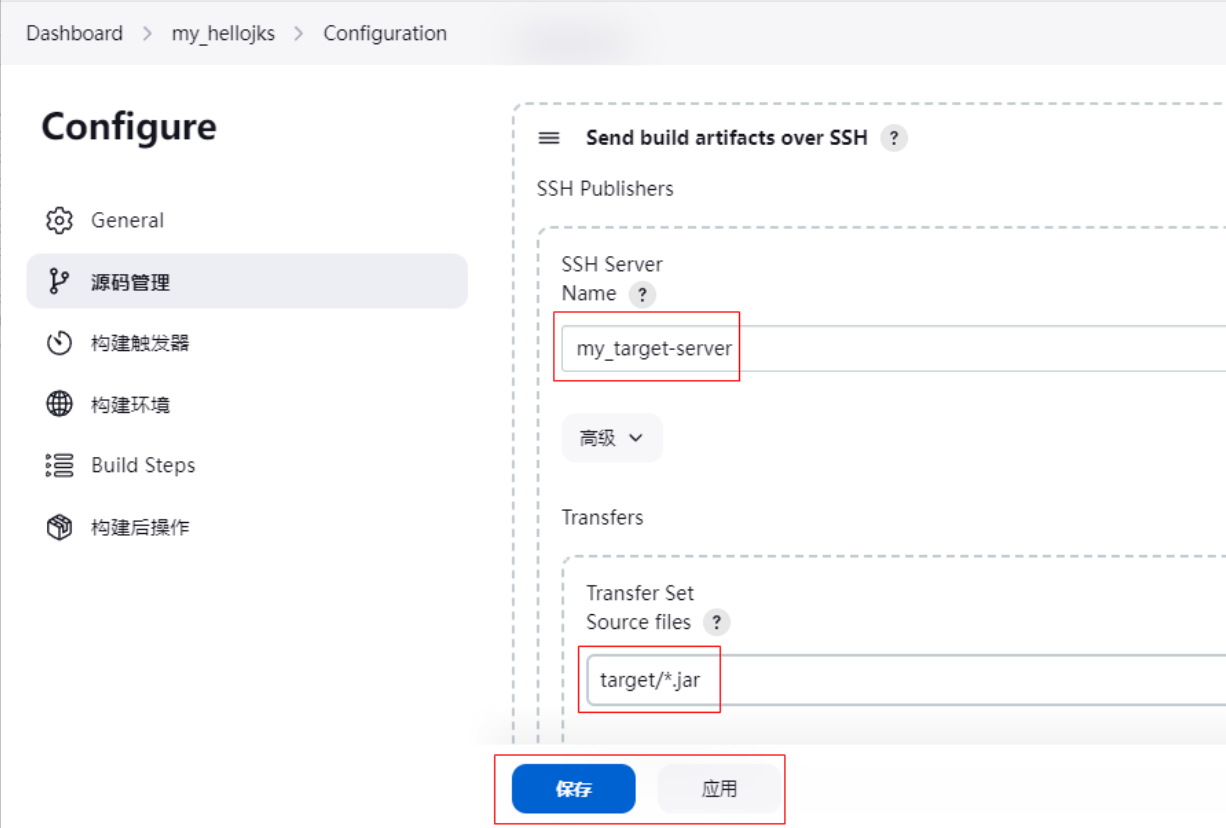 Dashboard > my_hellojks > Configuration
Configure
General
源码管理
构建触发器
构建环境
Build Steps
构建后操作
Send build artifacts over SSH ?
SSH Publishers
SSH Server
Name ?
my_target-server
高级
Transfers
Transfer Set
Source files ?
target/*.jar
保存 应用